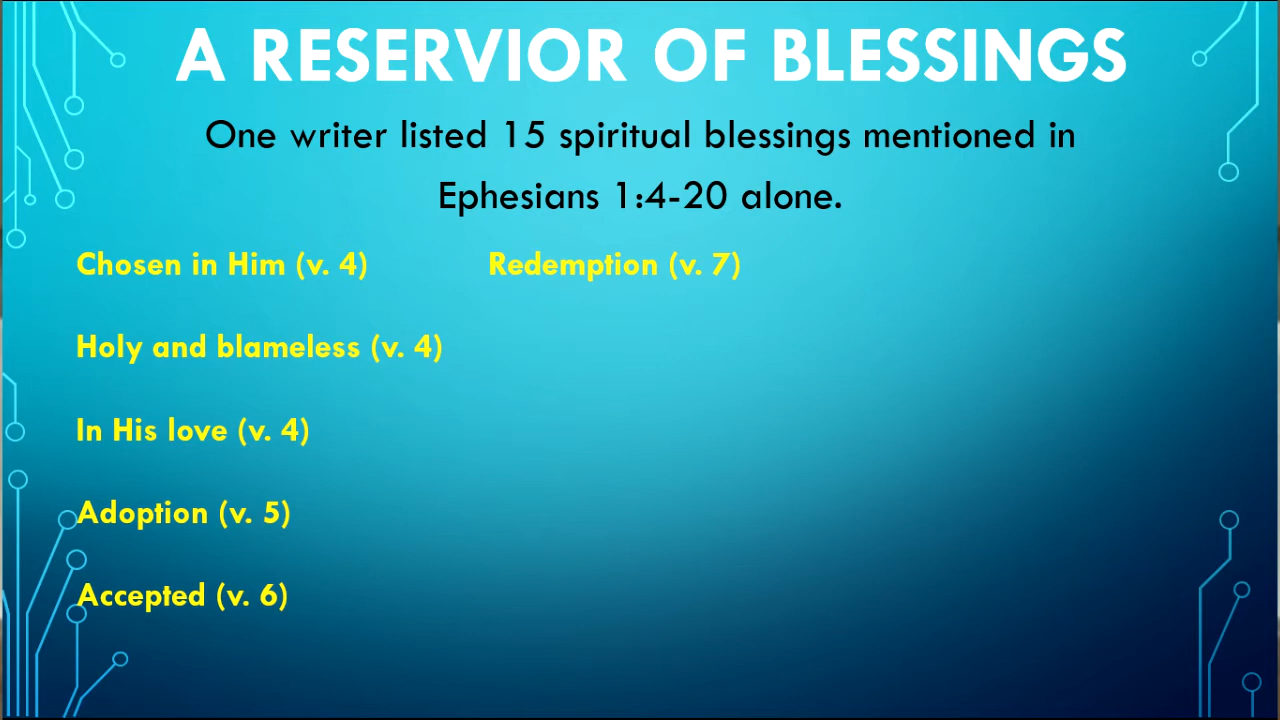 A RESERVIOR OF BLESSINGS
One writer listed 15 spiritual blessings mentioned in
Ephesians 1:4-20 alone.
Chosen in Him (v. 4)
Holy and blameless (v. 4)
In His love (v. 4)
Adoption (v. 5)
Accepted (v. 6)
Redemption (v. 7)